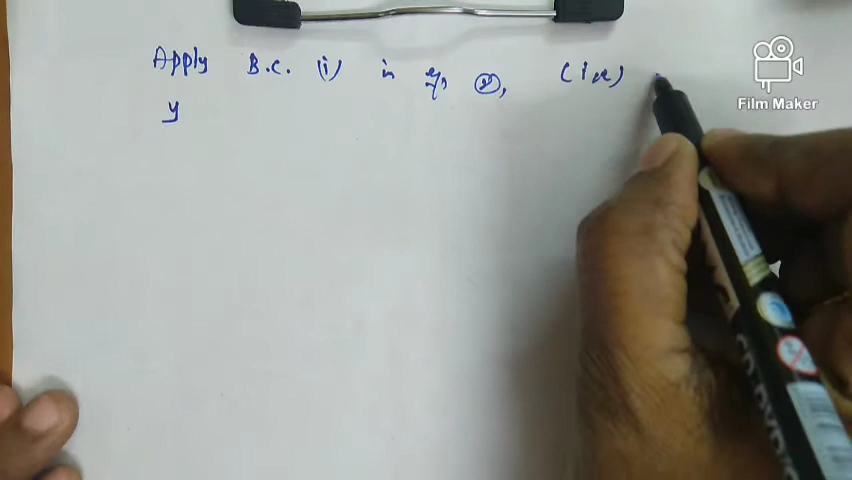 Apply B.C. (i) in eq. ②, (i.e)
y
Film Maker